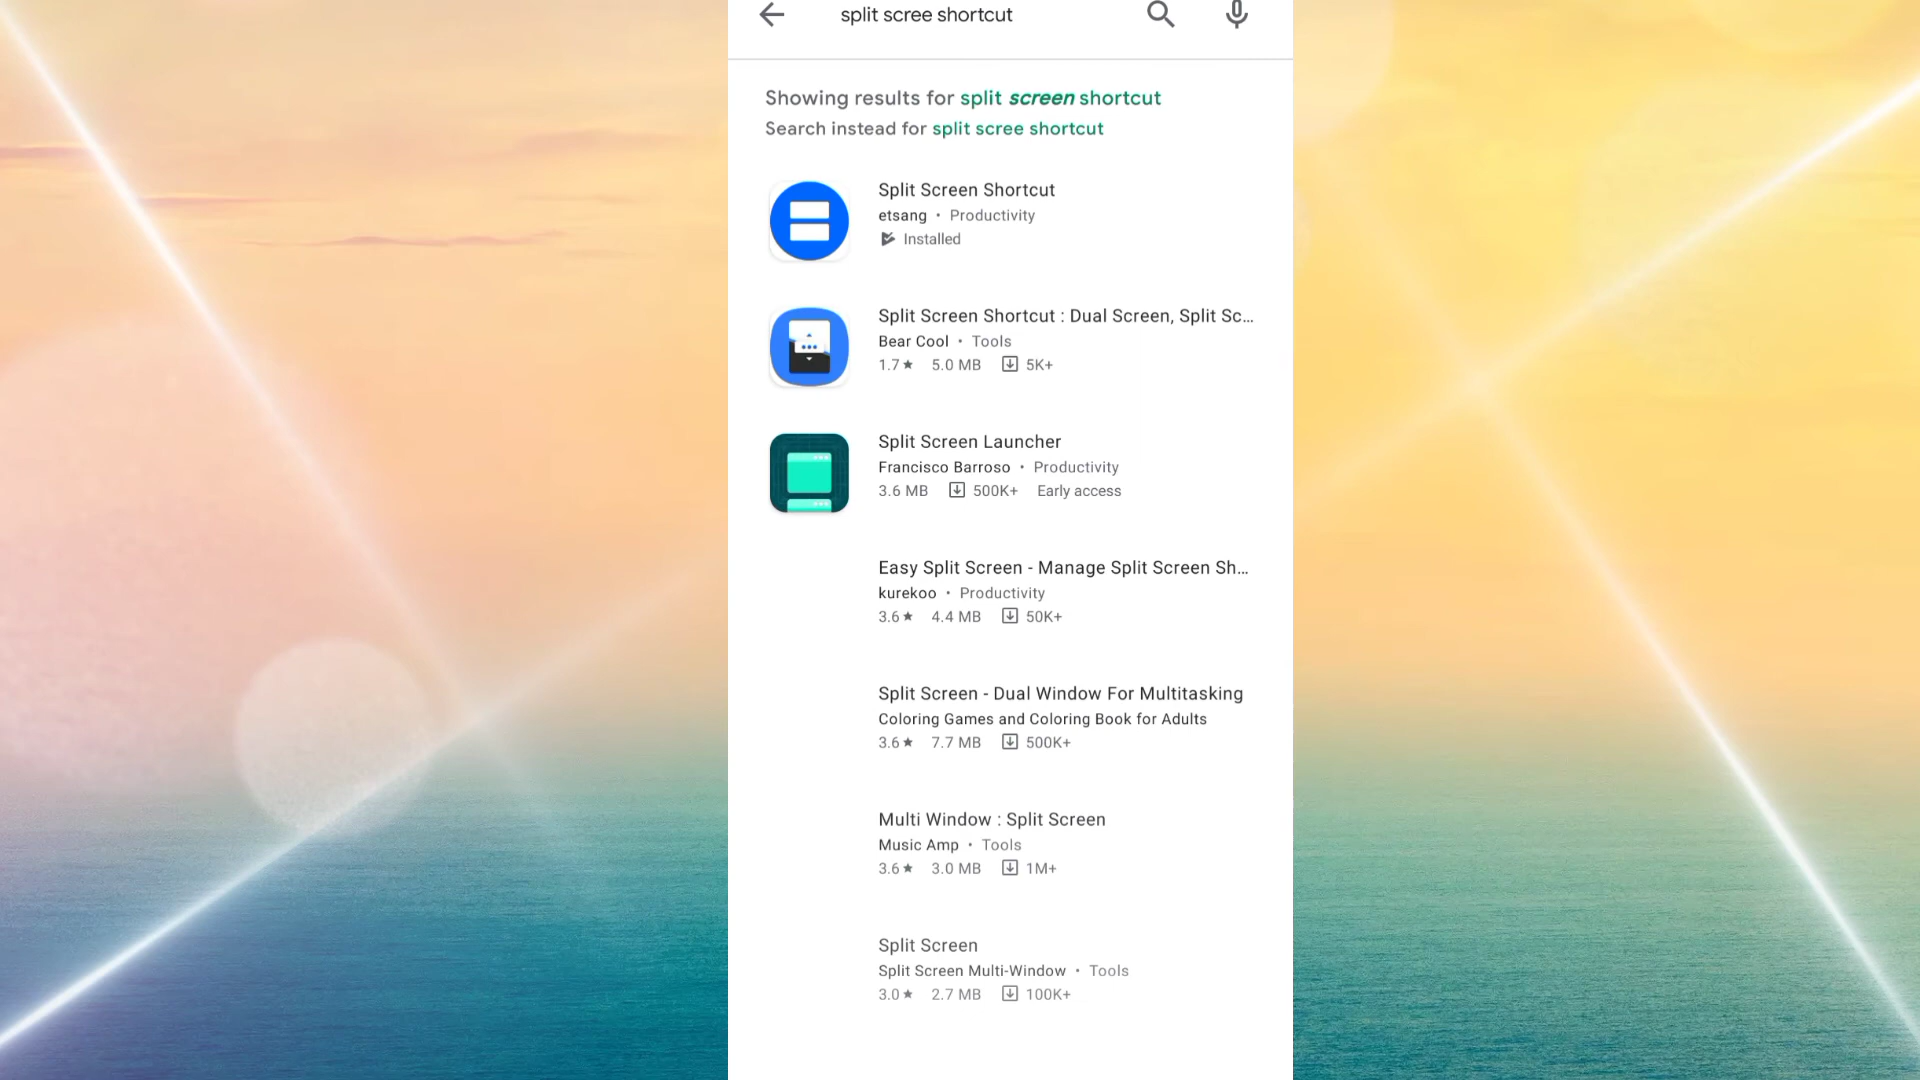 split scree shortcut
Showing results for split screen shortcut
Search instead for split scree shortcut
Split Screen Shortcut
etsang • Productivity
Installed
Split Screen Shortcut : Dual Screen, Split Sc...
Bear Cool • Tools
1.7★ 5.0 MB 5K+
Split Screen Launcher
Francisco Barroso • Productivity
3.6 MB 500K+ Early access
Easy Split Screen - Manage Split Screen Sh...
kurekoo • Productivity
3.6★ 4.4 MB 50K+
Split Screen - Dual Window For Multitasking
Coloring Games and Coloring Book for Adults
3.6★ 7.7 MB 500K+
Multi Window : Split Screen
Music Amp • Tools
3.6★ 3.0 MB 1M+
Split Screen
Split Screen Multi-Window • Tools
3.0★ 2.7 MB 100K+